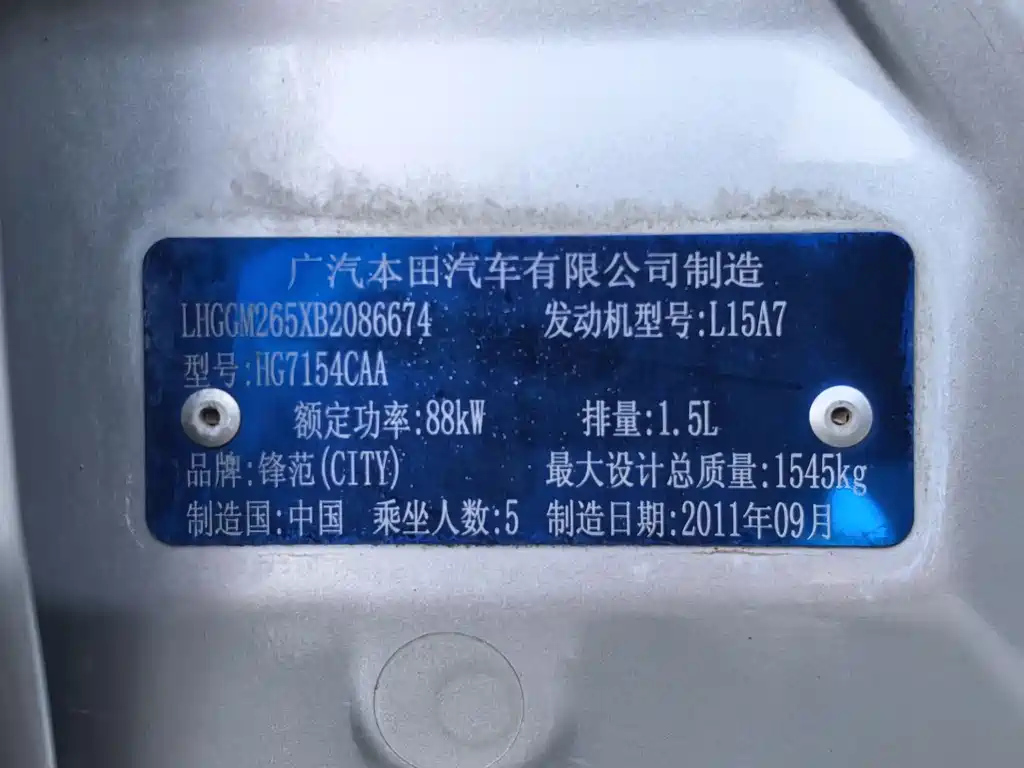 广汽本田汽车有限公司制造
LHGGM265XB2086674 发动机型号:L15A7
型号:HG7154CAA
额定功率:88kW 排量:1.5L
品牌:锋范(CITY) 最大设计总质量:1545kg
制造国:中国 乘坐人数:5 制造日期:2011年09月